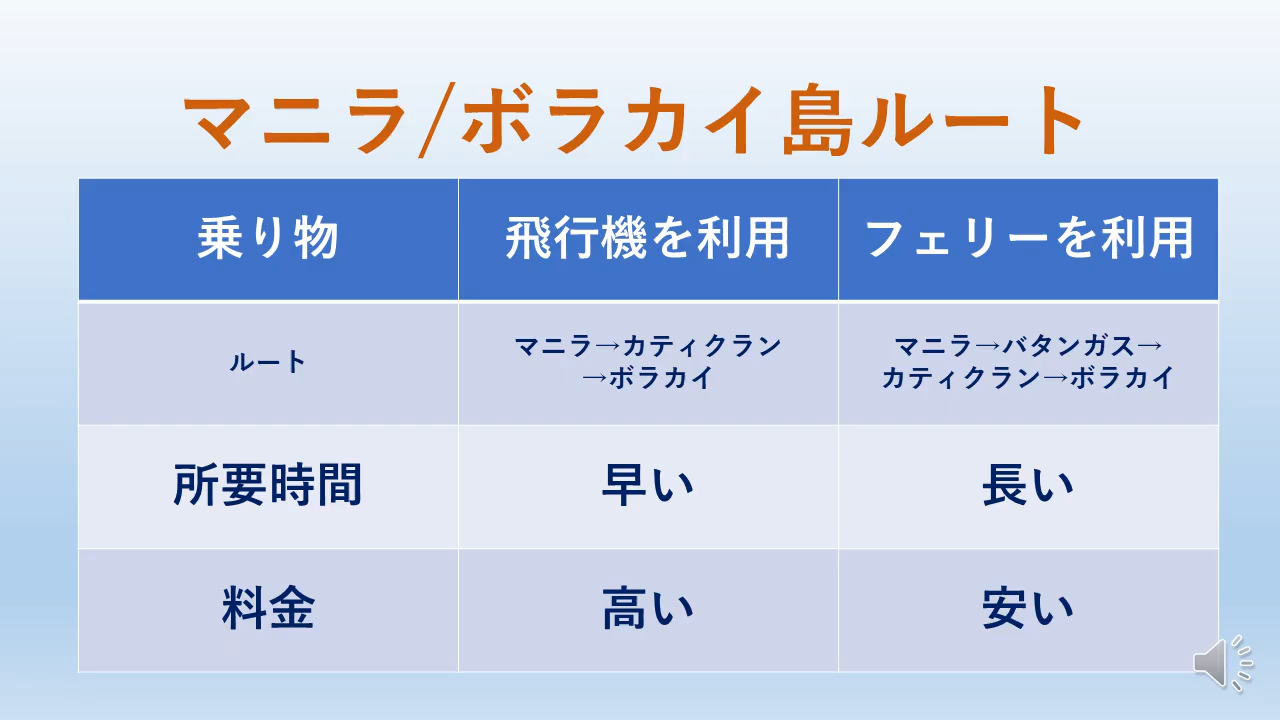 マニラ/ボラカイ島ルート
乗り物
飛行機を利用
フェリーを利用
ルート
マニラ→カティクラン
→ボラカイ
マニラ→バタンガス→
カティクラン→ボラカイ
所要時間
早い
長い
料金
高い
安い